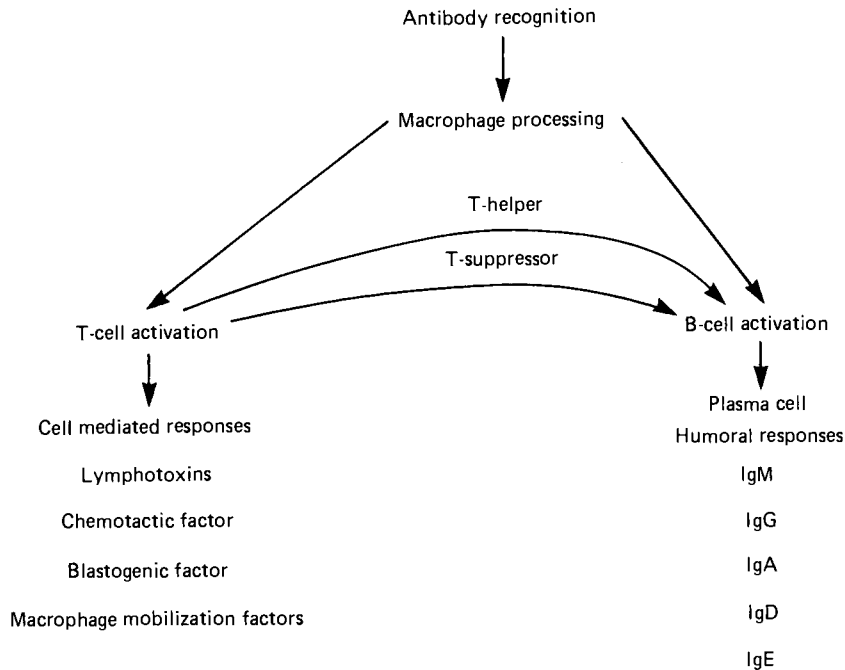 Antibody recognition
Macrophage processing
T-helper
T-suppressor
T-cell activation
B-cell activation
Cell mediated responses
Lymphotoxins
Chemotactic factor
Blastogenic factor
Macrophage mobilization factors
Plasma cell
Humoral responses
IgM
IgG
IgA
IgD
IgE